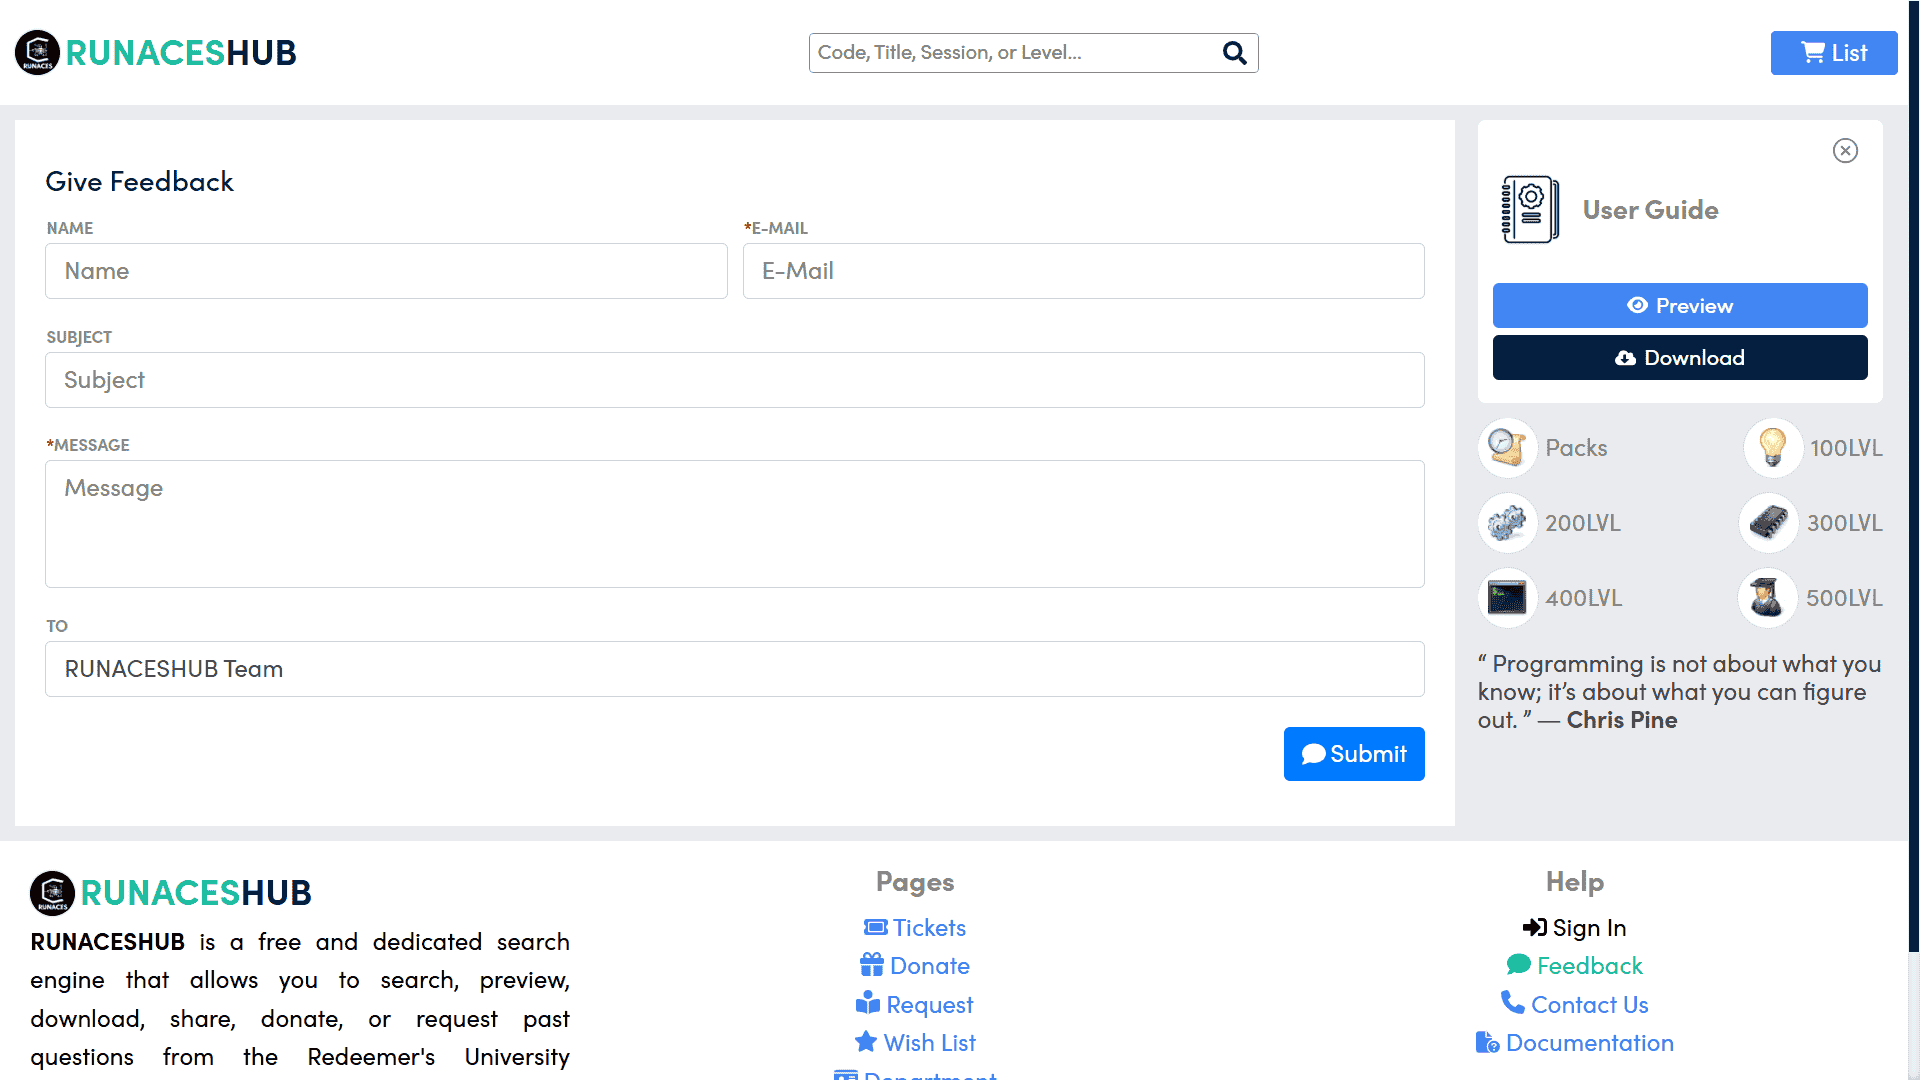 RUNACES
RUNACESHUB
Code, Title, Session, or Level...
List
Give Feedback
NAME
*E-MAIL
Name
E-Mail
SUBJECT
Subject
*MESSAGE
Message
TO
RUNACESHUB Team
Submit
User Guide
Preview
Download
Packs
100LVL
200LVL
300LVL
400LVL
500LVL
“ Programming is not about what you
know; it’s about what you can figure
out. ” — Chris Pine
RUNACES
RUNACESHUB
RUNACESHUB is a free and dedicated search
engine that allows you to search, preview,
download, share, donate, or request past
questions from the Redeemer's University
Pages
Tickets
Donate
Request
Wish List
Department
Help
Sign In
Feedback
Contact Us
Documentation